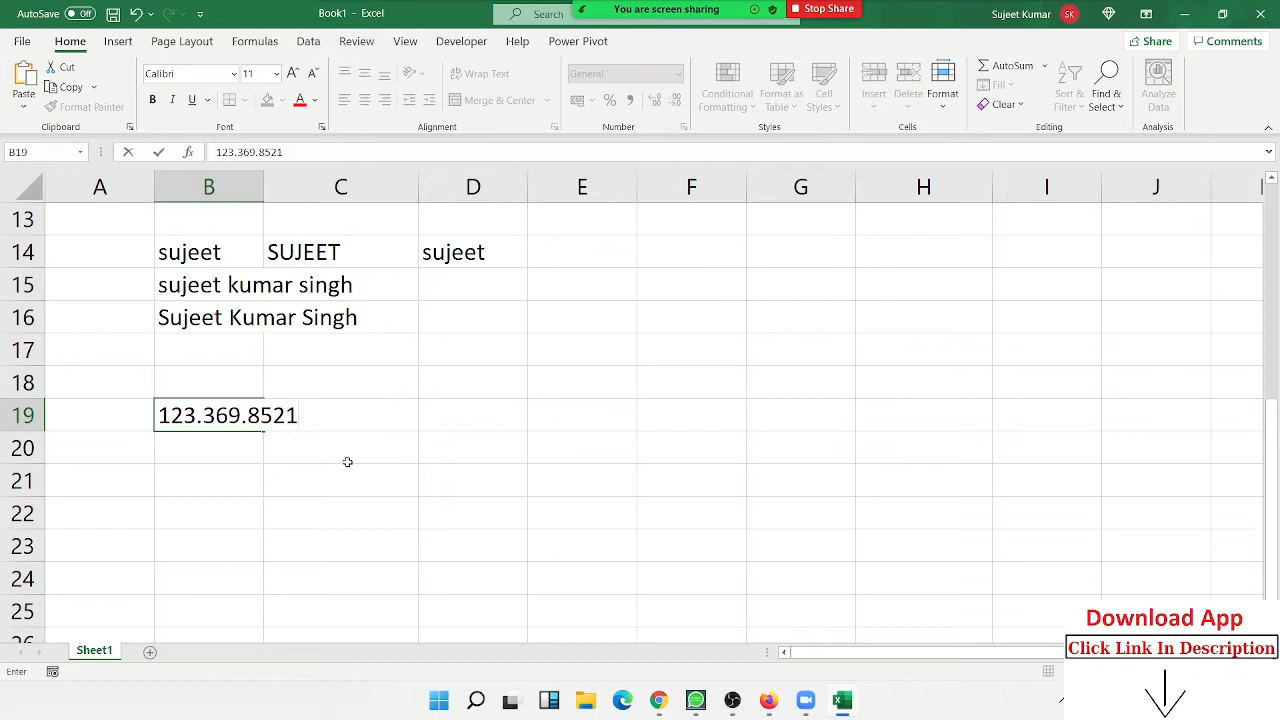 AutoSave Off
Book1 - Excel
Search
You are screen sharing
Stop Share
Sujeet Kumar
SK
File Home Insert Page Layout Formulas Data Review View Developer Help Power Pivot
Share
Comments
Paste
Cut
Copy
Format Painter
Clipboard
Calibri 11
B I U
Font
Wrap Text
Merge & Center
Alignment
General
Number
Conditional Formatting
Format as Table
Cell Styles
Styles
Insert
Delete
Format
Cells
AutoSum
Fill
Clear
Sort & Filter
Find & Select
Editing
Analyze Data
Analysis
B19
fx
123.369.8521
A B C D E F G H I J
13
14 sujeet SUJEET sujeet
15 sujeet kumar singh
16 Sujeet Kumar Singh
17
18
19 123.369.8521
20
21
22
23
24
25
Sheet1
Enter
Download App
Click Link In Description